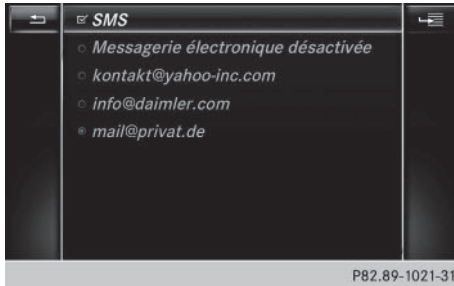 SMS
Messagerie électronique désactivée
kontakt@yahoo-inc.com
info@daimler.com
mail@privat.de
P82.89-1021-31